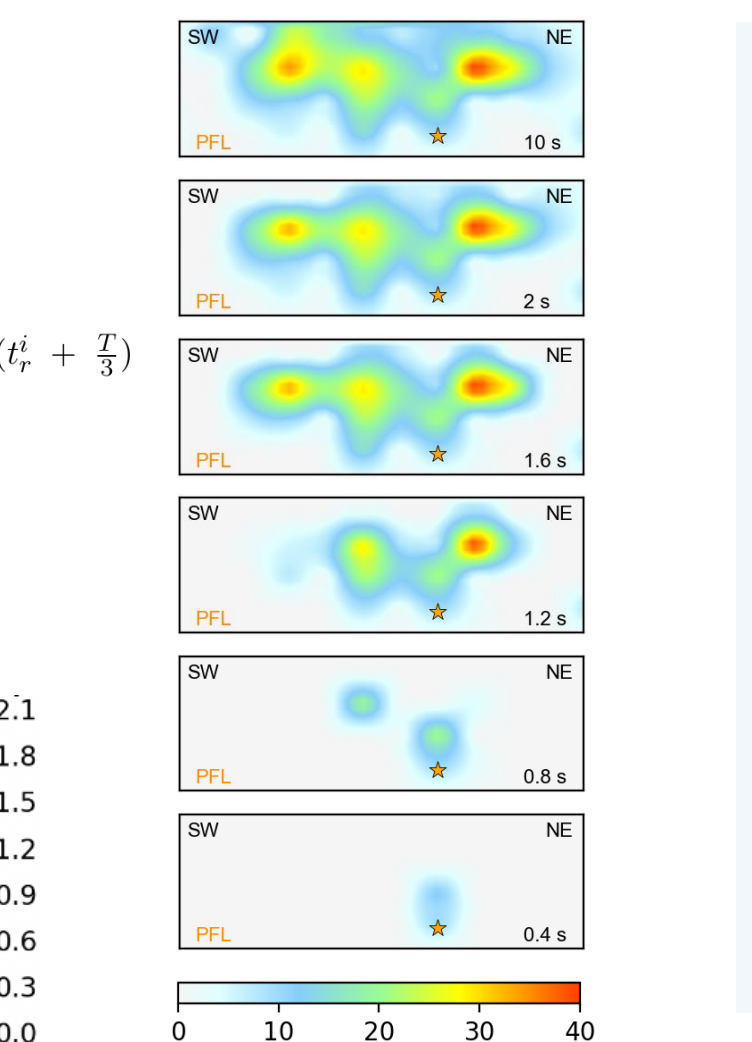 SW NE
PFL 10 s
SW NE
PFL 2 s
(t_r^i + T/3)
SW NE
PFL 1.6 s
SW NE
PFL 1.2 s
SW NE
2.1
PFL 0.8 s
1.8
1.5
SW NE
1.2
0.9
PFL 0.4 s
0.6
0.3
0.0
0 10 20 30 40